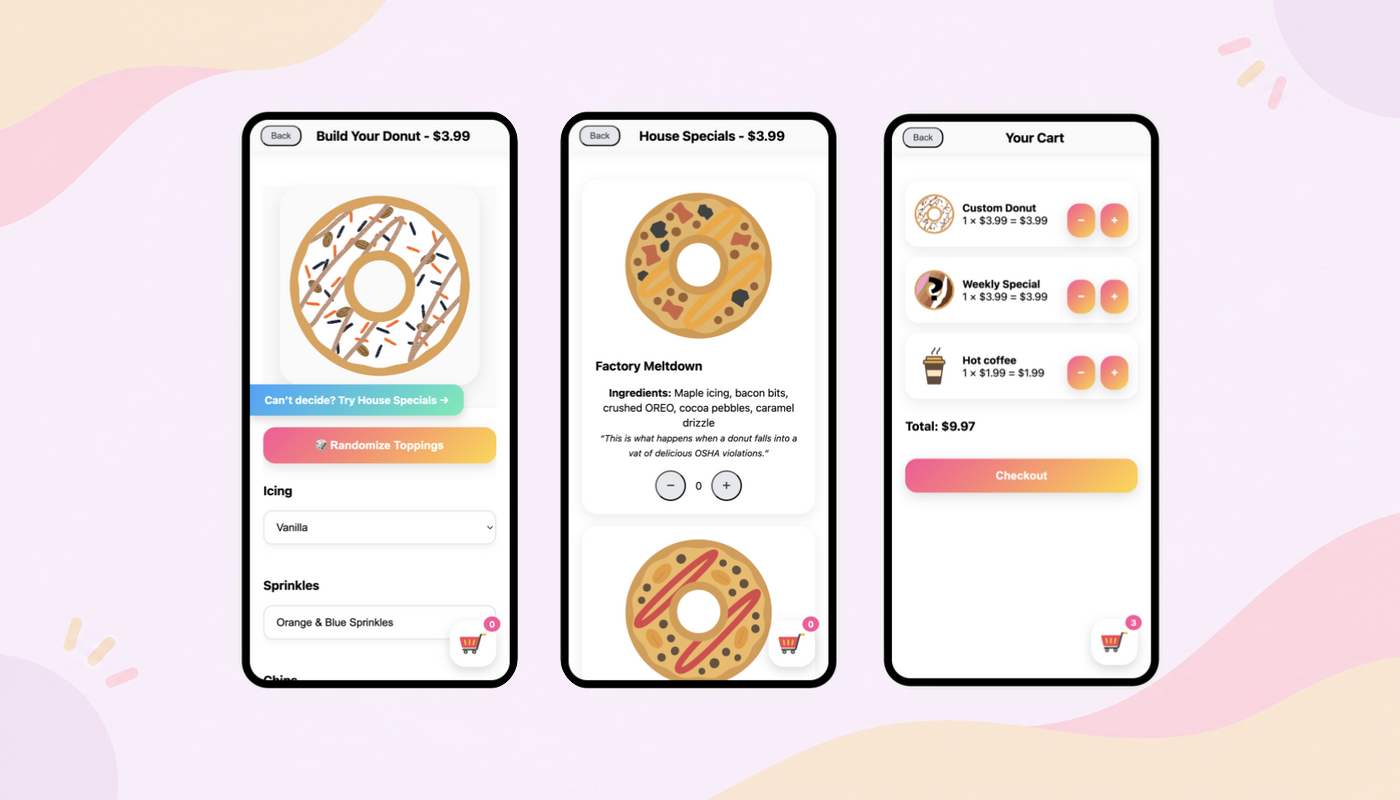 Back
Build Your Donut - $3.99
Can't decide? Try House Specials →
🎲 Randomize Toppings
Icing
Vanilla
Sprinkles
Orange & Blue Sprinkles
0
Chips
Back
House Specials - $3.99
Factory Meltdown
Ingredients: Maple icing, bacon bits,
crushed OREO, cocoa pebbles, caramel
drizzle
"This is what happens when a donut falls into a
vat of delicious OSHA violations."
− 0 +
0
Back
Your Cart
Custom Donut
1 × $3.99 = $3.99
− +
?
Weekly Special
1 × $3.99 = $3.99
− +
Hot coffee
1 × $1.99 = $1.99
− +
Total: $9.97
Checkout
3